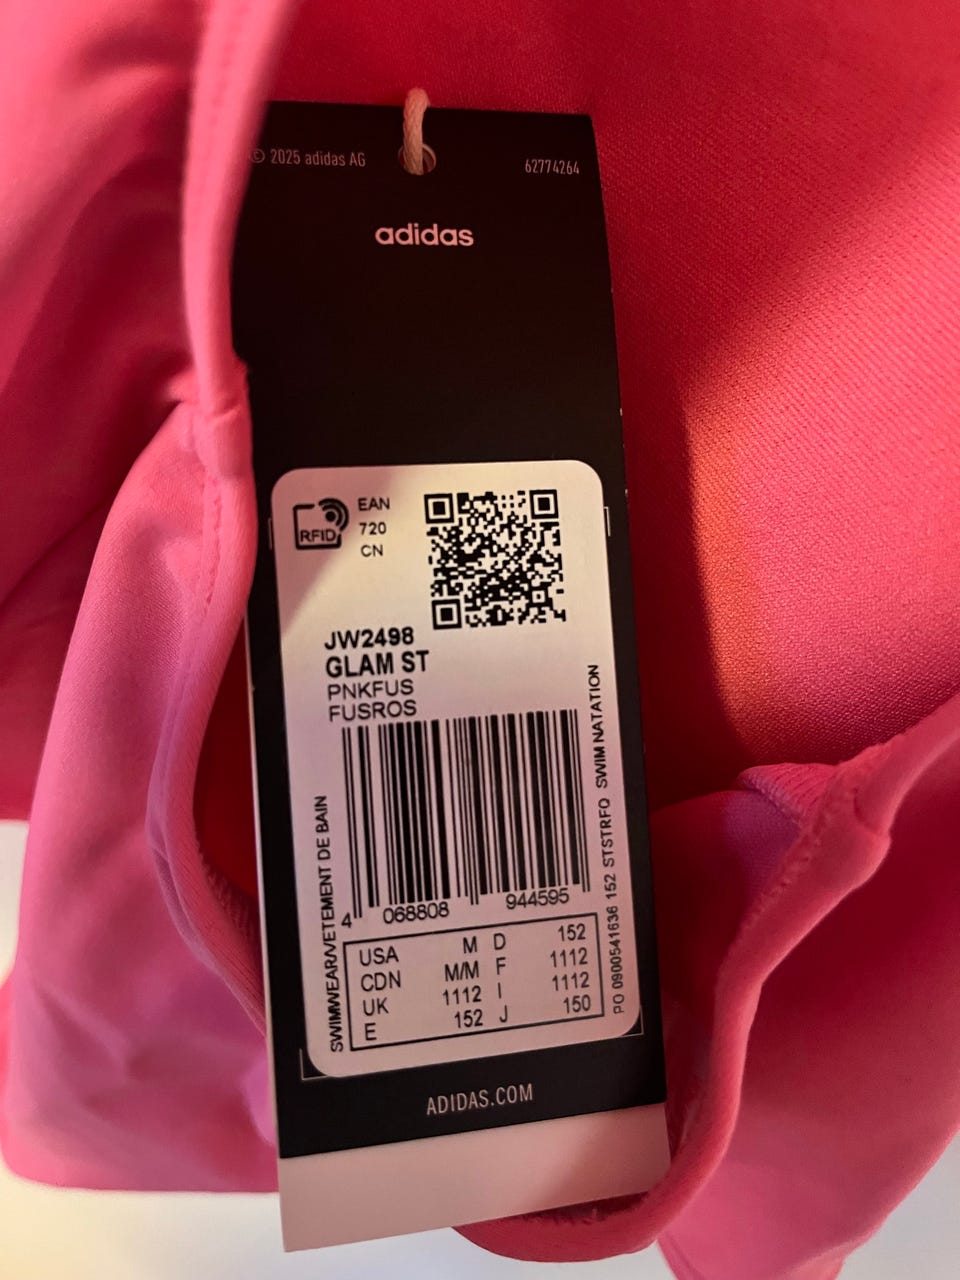 © 2025 adidas AG
62774264
adidas
RFID
EAN
720
CN
JW2498
GLAM ST
PNKFUS
FUSROS
4 068808 944595
SWIMWEAR/VETEMENT DE BAIN
PO 0900541636 152 STSTRFO SWIM NATATION
USA M D 152
CDN M/M F 1112
UK 1112 I 1112
E 152 J 150
ADIDAS.COM